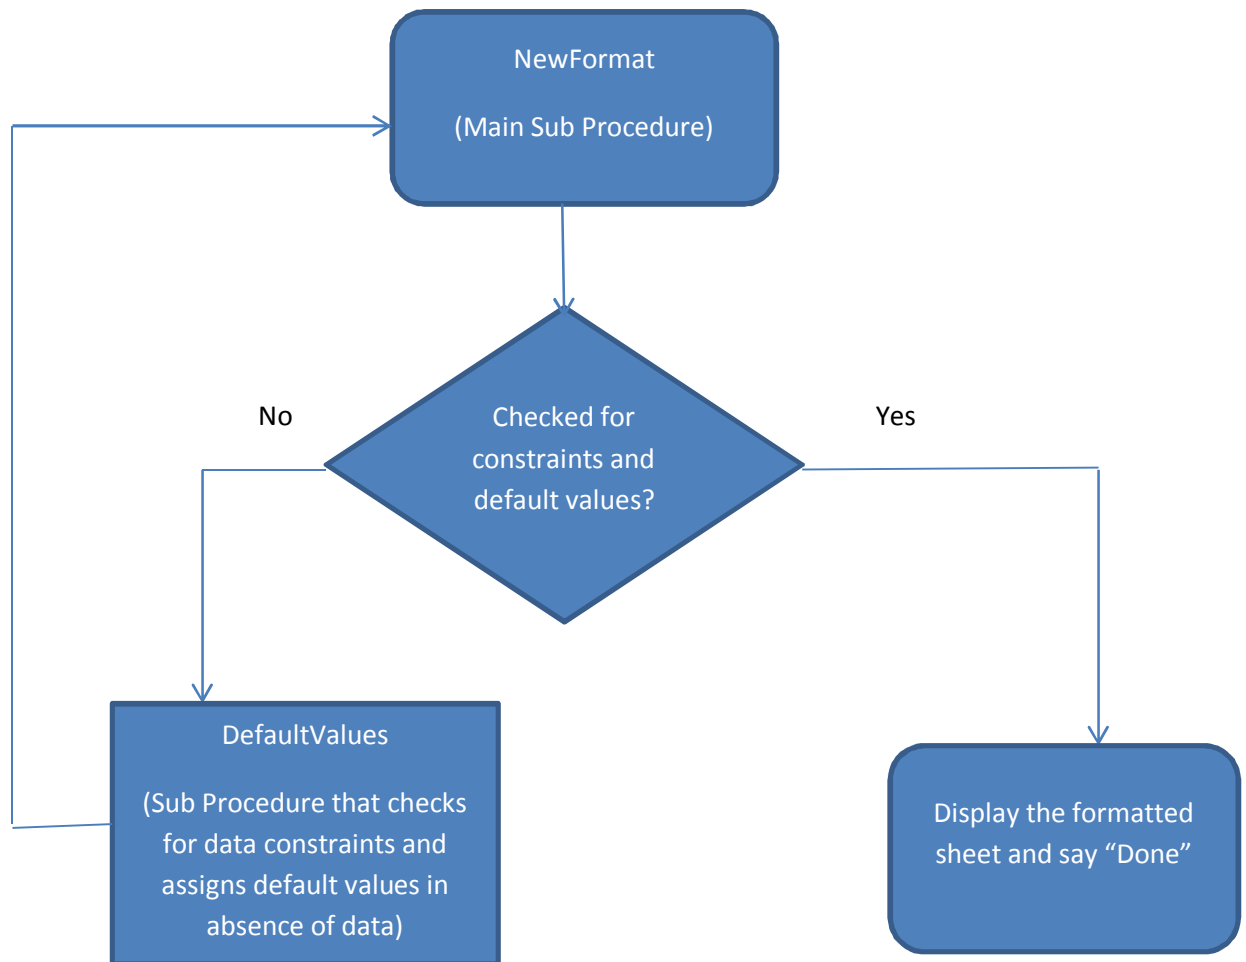 NewFormat
(Main Sub Procedure)
No
Checked for
constraints and
default values?
Yes
DefaultValues
(Sub Procedure that checks
for data constraints and
assigns default values in
absence of data)
Display the formatted
sheet and say “Done”